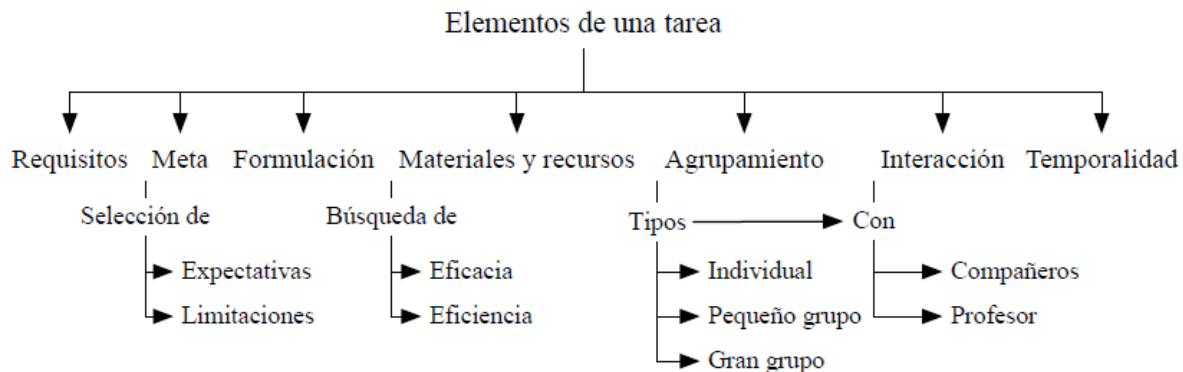 Elementos de una tarea
Requisitos Meta Formulación Materiales y recursos Agrupamiento Interacción Temporalidad
Selección de Búsqueda de Tipos Con
Expectativas Eficacia Individual Compañeros
Limitaciones Eficiencia Pequeño grupo Profesor
Gran grupo